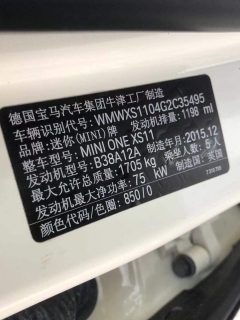 德国宝马汽车集团牛津工厂制造
车辆识别代号: WMWXS1104G2C35495
品牌: 迷你(MINI)牌 发动机排量: 1198 ml
整车型号: MINI ONE XS11
发动机型号: B38A12A 制造年月: 2015.12
最大允许总质量: 1705 kg 乘坐人数: 5 人
发动机最大净功率: 75 kW 制造国: 英国
颜色代码/色板: 850/0